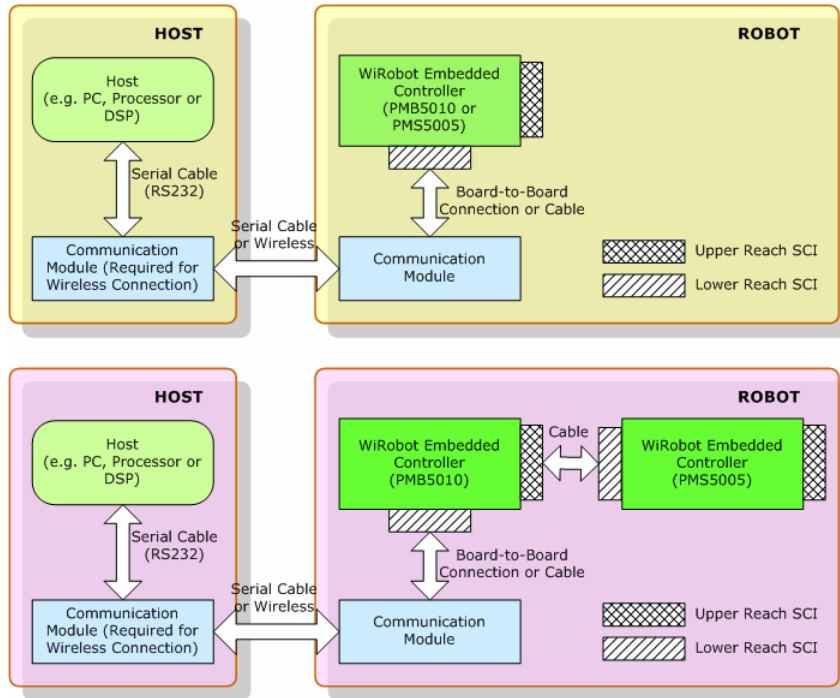 HOST
Host
(e.g. PC, Processor or
DSP)
Serial Cable
(RS232)
Communication
Module (Required for
Wireless Connection)
Serial Cable
or Wireless
ROBOT
WiRobot Embedded
Controller
(PMB5010 or
PMS5005)
Board-to-Board
Connection or Cable
Communication
Module
Upper Reach SCI
Lower Reach SCI
HOST
Host
(e.g. PC, Processor or
DSP)
Serial Cable
(RS232)
Communication
Module (Required for
Wireless Connection)
Serial Cable
or Wireless
ROBOT
WiRobot Embedded
Controller
(PMB5010)
Cable
WiRobot Embedded
Controller
(PMS5005)
Board-to-Board
Connection or Cable
Communication
Module
Upper Reach SCI
Lower Reach SCI